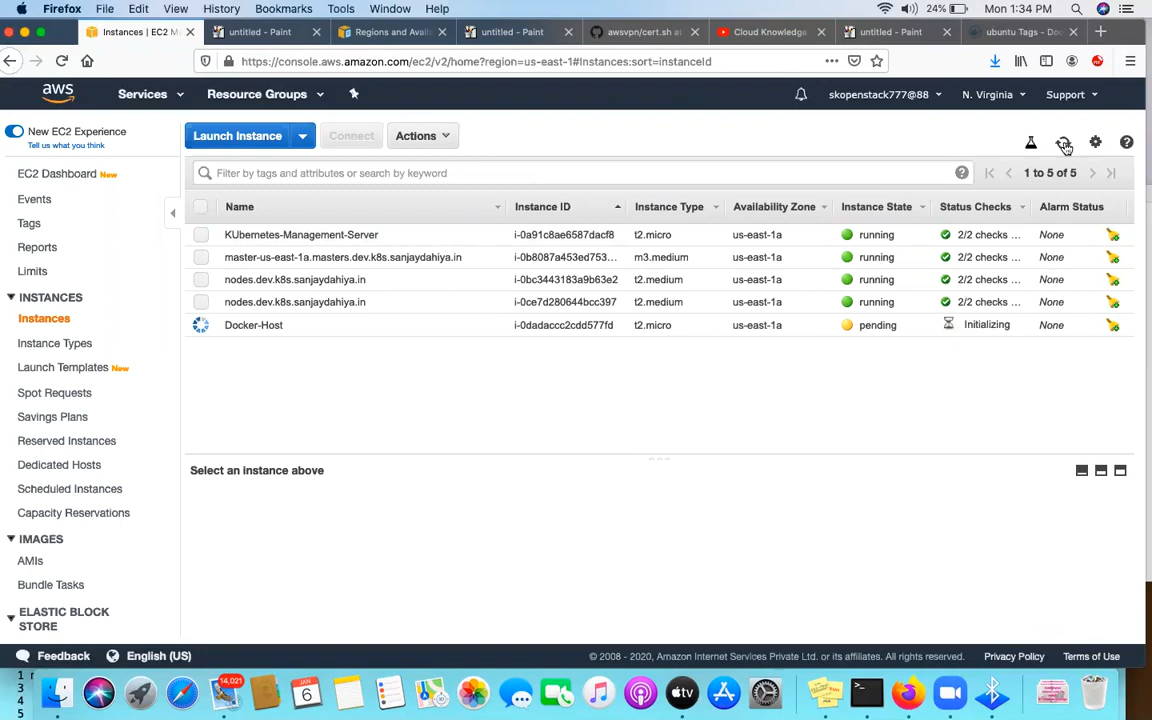 Firefox File Edit View History Bookmarks Tools Window Help 24% Mon 1:34 PM
Instances | EC2 M untitled - Paint Regions and Avail untitled - Paint awsvpn/cert.sh at Cloud Knowledge untitled - Paint ubuntu Tags - Do
https://console.aws.amazon.com/ec2/v2/home?region=us-east-1#Instances:sort=instanceId
aws Services Resource Groups skopenstack777@88 N. Virginia Support
New EC2 Experience
Tell us what you think
Launch Instance Connect Actions
Filter by tags and attributes or search by keyword 1 to 5 of 5
Name Instance ID Instance Type Availability Zone Instance State Status Checks Alarm Status
KUbernetes-Management-Server i-0a91c8ae6587dacf8 t2.micro us-east-1a running 2/2 checks ... None
master-us-east-1a.masters.dev.k8s.sanjaydahiya.in i-0b8087a453ed753... m3.medium us-east-1a running 2/2 checks ... None
nodes.dev.k8s.sanjaydahiya.in i-0bc3443183a9b63e2 t2.medium us-east-1a running 2/2 checks ... None
nodes.dev.k8s.sanjaydahiya.in i-0ce7d280644bcc397 t2.medium us-east-1a running 2/2 checks ... None
Docker-Host i-0dadaccc2cdd577fd t2.micro us-east-1a pending Initializing None
Select an instance above
EC2 Dashboard New
Events
Tags
Reports
Limits
INSTANCES
Instances
Instance Types
Launch Templates New
Spot Requests
Savings Plans
Reserved Instances
Dedicated Hosts
Scheduled Instances
Capacity Reservations
IMAGES
AMIs
Bundle Tasks
ELASTIC BLOCK
STORE
Feedback English (US) © 2008 - 2020, Amazon Internet Services Private Ltd. or its affiliates. All rights reserved. Privacy Policy Terms of Use
14,021
6
tv